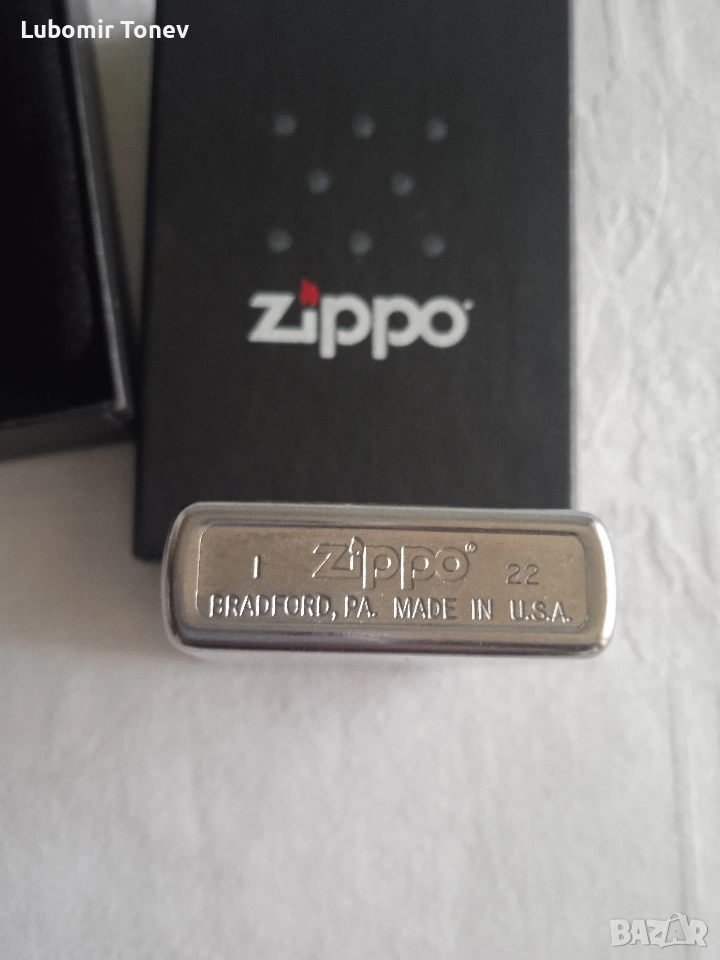 Lubomir Tonev
zippo
I zippo® 22
BRADFORD, PA. MADE IN U.S.A.
BAZAR